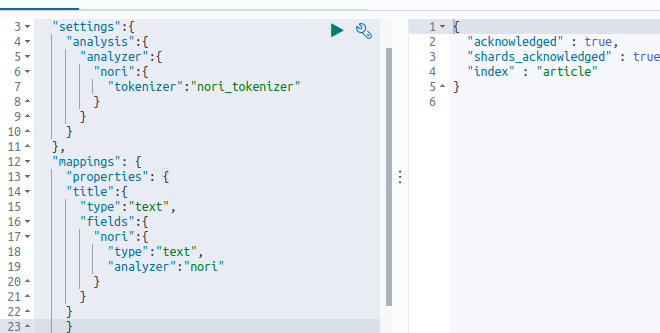 3 "settings":{
4 "analysis":{
5 "analyzer":{
6 "nori":{
7 "tokenizer":"nori_tokenizer"
8 }
9 }
10 }
11 },
12 "mappings": {
13 "properties": {
14 "title":{
15 "type":"text",
16 "fields":{
17 "nori":{
18 "type":"text",
19 "analyzer":"nori"
20 }
21 }
22 }
23 }
1 {
2 "acknowledged" : true,
3 "shards_acknowledged" : true
4 "index" : "article"
5 }
6